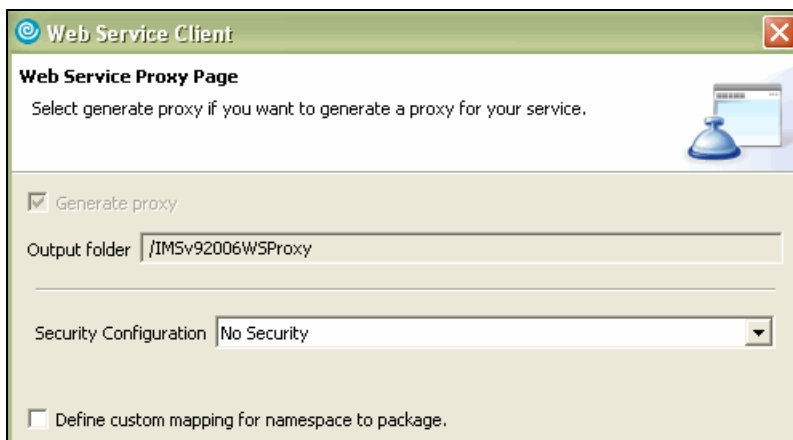 Web Service Client
Web Service Proxy Page
Select generate proxy if you want to generate a proxy for your service.
Generate proxy
Output folder /IMSv92006WSProxy
Security Configuration No Security
Define custom mapping for namespace to package.